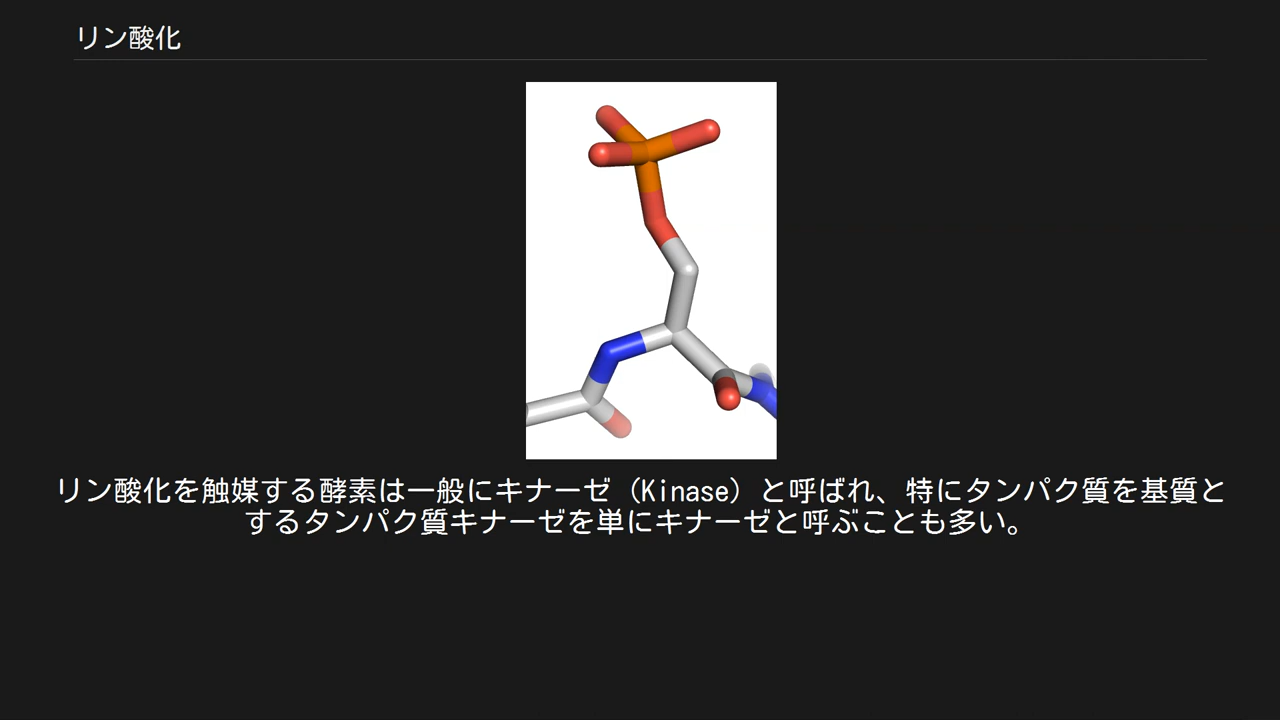 リン酸化
リン酸化を触媒する酵素は一般にキナーゼ（Kinase）と呼ばれ、特にタンパク質を基質と
するタンパク質キナーゼを単にキナーゼと呼ぶことも多い。